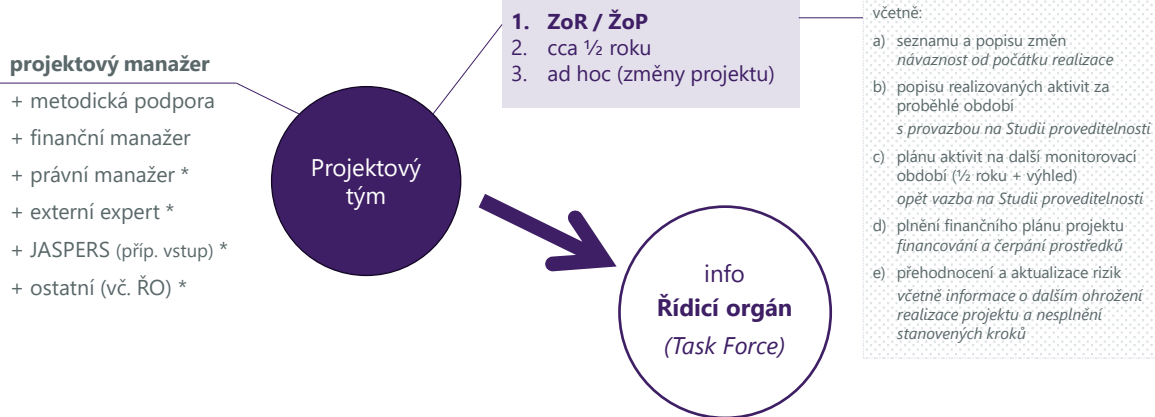 projektový manažer
+ metodická podpora
+ finanční manažer
+ právní manažer *
+ externí expert *
+ JASPERS (příp. vstup) *
+ ostatní (vč. ŘO) *
Projektový
tým
1. ZoR / ŽoP
2. cca ½ roku
3. ad hoc (změny projektu)
info
Řídicí orgán
(Task Force)
včetně:
a) seznamu a popisu změn
návaznost od počátku realizace
b) popisu realizovaných aktivit za
proběhlé období
s provazbou na Studii proveditelnosti
c) plánu aktivit na další monitorovací
období (½ roku + výhled)
opět vazba na Studii proveditelnosti
d) plnění finančního plánu projektu
financování a čerpání prostředků
e) přehodnocení a aktualizace rizik
včetně informace o dalším ohrožení
realizace projektu a nesplnění
stanovených kroků